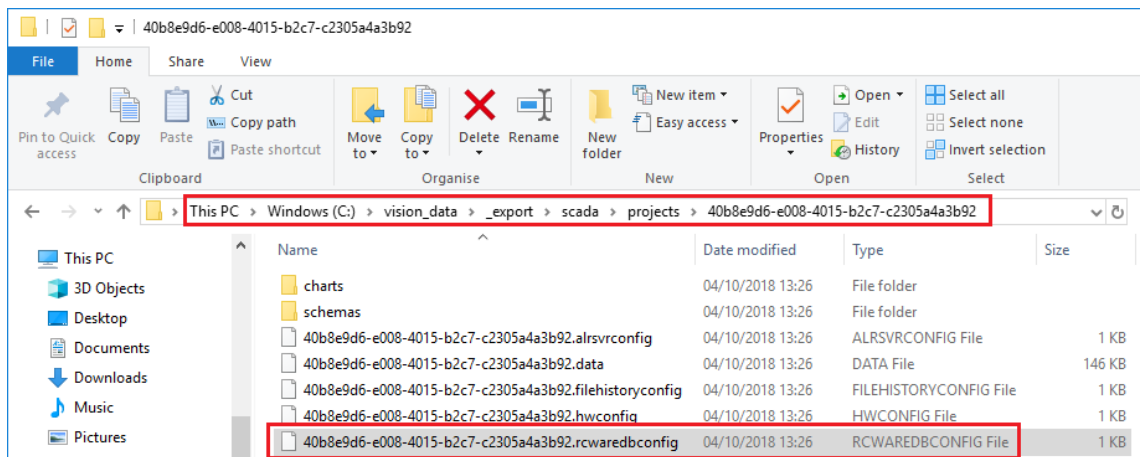 40b8e9d6-e008-4015-b2c7-c2305a4a3b92
File Home Share View
Pin to Quick access
Copy
Paste
Cut
Copy path
Paste shortcut
Move to
Copy to
Delete
Rename
New folder
New item
Easy access
Properties
Open
Edit
History
Select all
Select none
Invert selection
Clipboard Organise New Open Select
This PC > Windows (C:) > vision_data > _export > scada > projects > 40b8e9d6-e008-4015-b2c7-c2305a4a3b92
This PC
3D Objects
Desktop
Documents
Downloads
Music
Pictures
Name Date modified Type Size
charts 04/10/2018 13:26 File folder
schemas 04/10/2018 13:26 File folder
40b8e9d6-e008-4015-b2c7-c2305a4a3b92.alrsvrconfig 04/10/2018 13:26 ALRSVRCONFIG File 1 KB
40b8e9d6-e008-4015-b2c7-c2305a4a3b92.data 04/10/2018 13:26 DATA File 146 KB
40b8e9d6-e008-4015-b2c7-c2305a4a3b92.filehistoryconfig 04/10/2018 13:26 FILEHISTORYCONFIG File 1 KB
40b8e9d6-e008-4015-b2c7-c2305a4a3b92.hwconfig 04/10/2018 13:26 HWCONFIG File 1 KB
40b8e9d6-e008-4015-b2c7-c2305a4a3b92.rcwaredbconfig 04/10/2018 13:26 RCWAREDBCONFIG File 1 KB